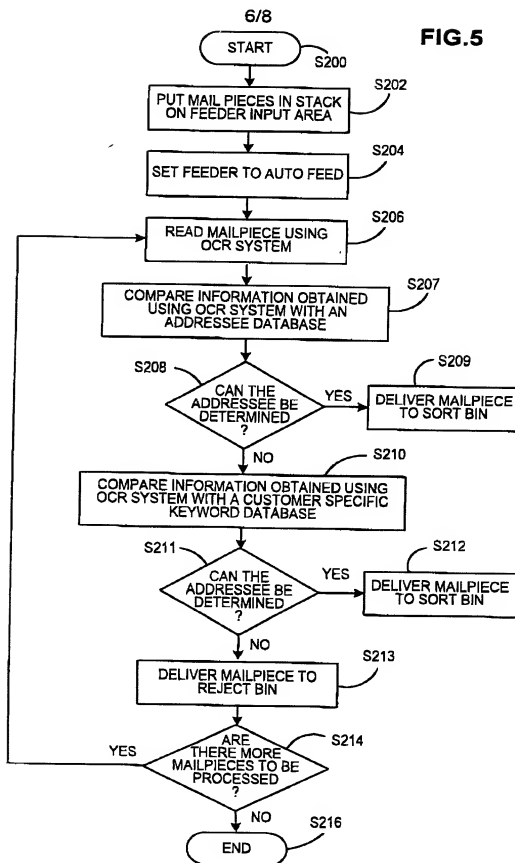 6/8
FIG.5
START
S200
S202
PUT MAIL PIECES IN STACK
ON FEEDER INPUT AREA
S204
SET FEEDER TO AUTO FEED
S206
READ MAILPIECE USING
OCR SYSTEM
S207
COMPARE INFORMATION OBTAINED
USING OCR SYSTEM WITH AN
ADDRESSEE DATABASE
S208
CAN THE
ADDRESSEE BE
DETERMINED
?
YES
S209
DELIVER MAILPIECE
TO SORT BIN
NO
S210
COMPARE INFORMATION OBTAINED USING
OCR SYSTEM WITH A CUSTOMER SPECIFIC
KEYWORD DATABASE
S211
CAN THE
ADDRESSEE BE
DETERMINED
?
YES
S212
DELIVER MAILPIECE
TO SORT BIN
NO
S213
DELIVER MAILPIECE TO
REJECT BIN
S214
ARE
THERE MORE
MAILPIECES TO BE
PROCESSED
?
YES
NO
END
S216